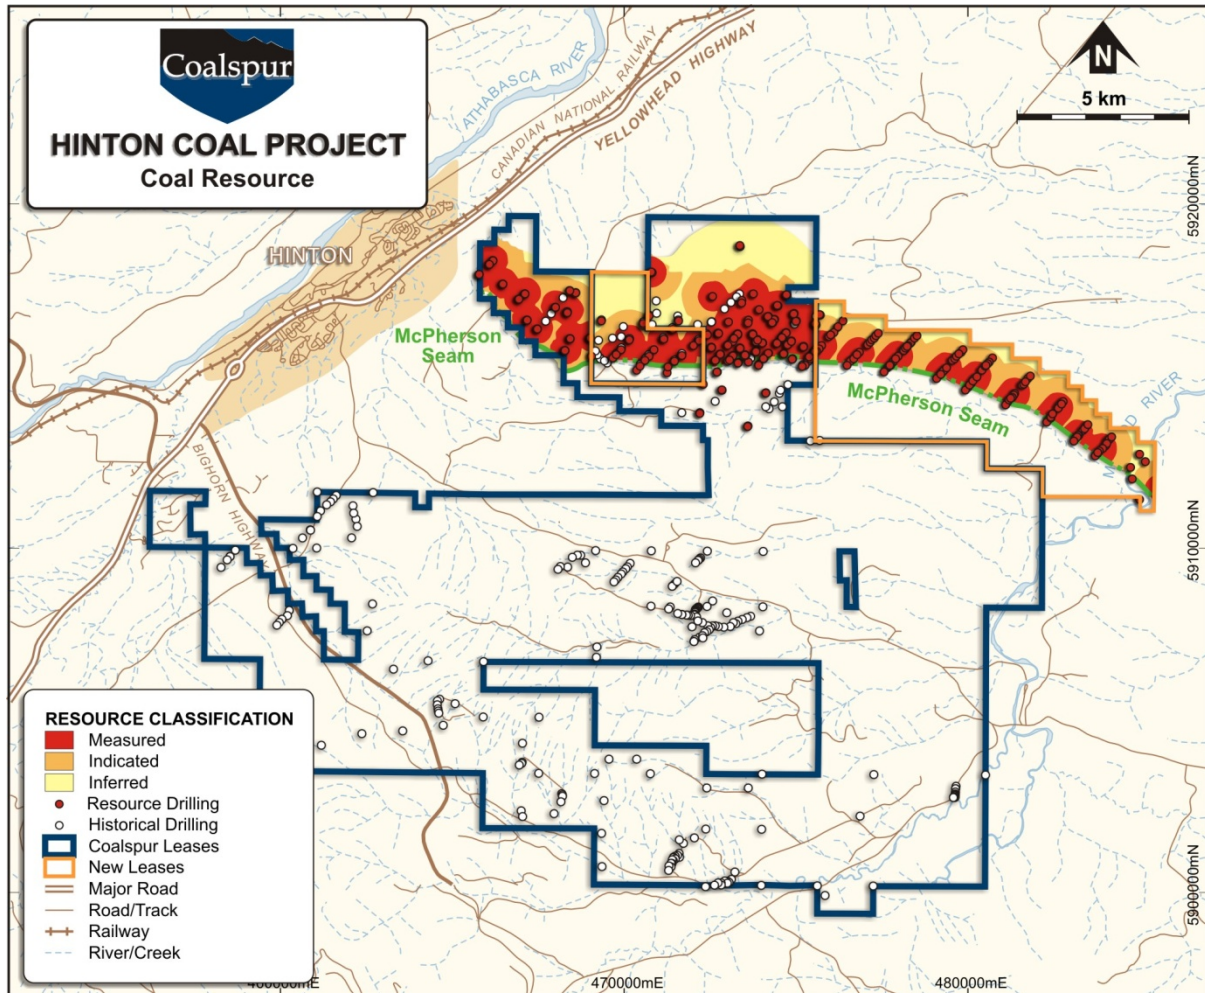 Coalspur
HINTON COAL PROJECT
Coal Resource
ATHABASCA RIVER
CANADIAN NATIONAL RAILWAY
YELLOWHEAD HIGHWAY
N
5 km
5920000mN
HINTON
McPherson
Seam
McPherson Seam
RIVER
BIGHORN HIGHWAY
5910000mN
RESOURCE CLASSIFICATION
Measured
Indicated
Inferred
Resource Drilling
Historical Drilling
Coalspur Leases
New Leases
Major Road
Road/Track
Railway
River/Creek
5900000mN
470000mE
480000mE